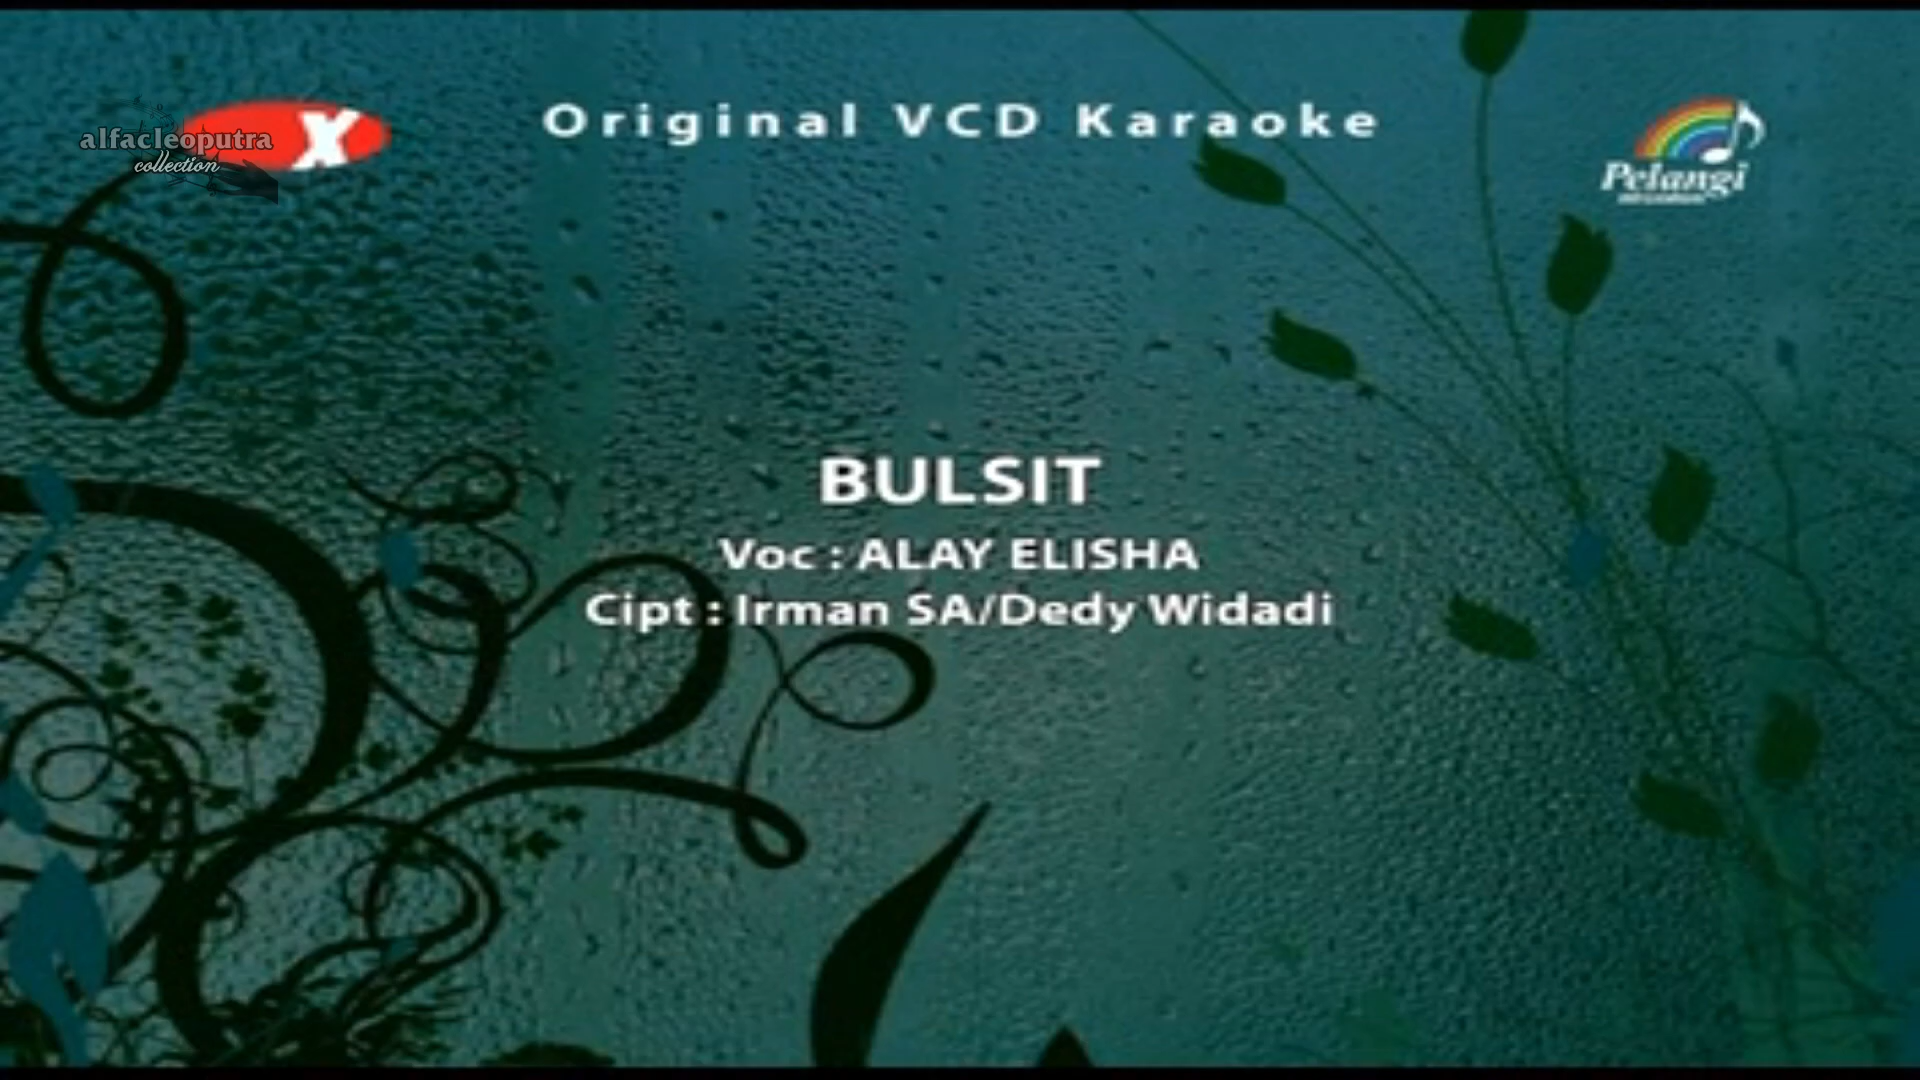 alfacleoputra
collection
X
Original VCD Karaoke
Pelangi
BULSIT
Voc : ALAY ELISHA
Cipt : Irman SA/Dedy Widadi